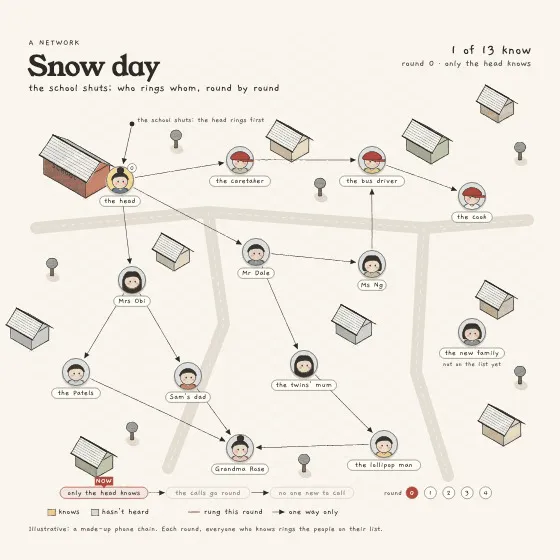 A NETWORK
Snow day
the school shuts; who rings whom, round by round
1 of 13 know
round 0 · only the head knows
the school shuts: the head rings first
0
the head
the caretaker
the bus driver
the cook
Mr Dale
Ms Ng
Mrs Obi
the new family
not on the list yet
the Patels
Sam's dad
the twins' mum
Grandma Rose
the lollipop man
NOW
only the head knows
the calls go round
no one new to call
round 0 1 2 3 4
knows
hasn't heard
rung this round
one way only
Illustrative: a made-up phone chain. Each round, everyone who knows rings the people on their list.